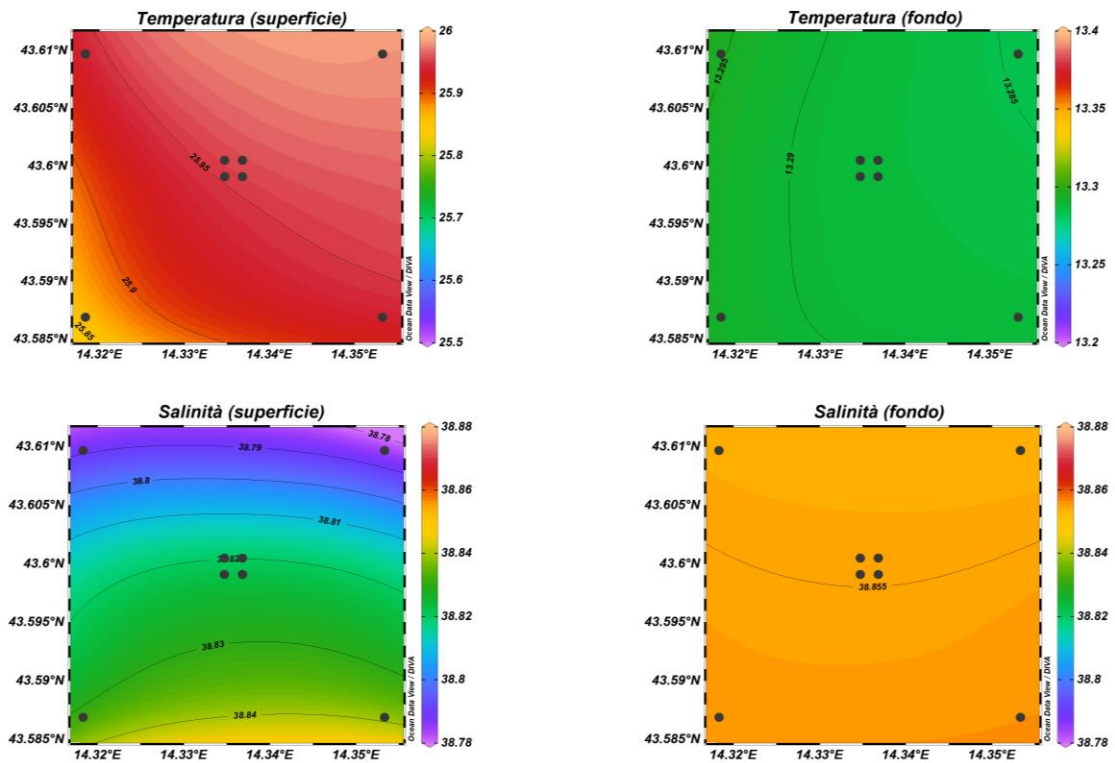 Temperatura (superficie)
43.61°N
43.605°N
43.6°N
43.595°N
43.59°N
43.585°N
14.32°E 14.33°E 14.34°E 14.35°E
25.95
25.9
25.85
Ocean Data View / DIVA
26
25.9
25.8
25.7
25.6
25.5
Temperatura (fondo)
43.61°N
43.605°N
43.6°N
43.595°N
43.59°N
43.585°N
14.32°E 14.33°E 14.34°E 14.35°E
13.295
13.29
13.285
Ocean Data View / DIVA
13.4
13.35
13.3
13.25
13.2
Salinità (superficie)
43.61°N
43.605°N
43.6°N
43.595°N
43.59°N
43.585°N
14.32°E 14.33°E 14.34°E 14.35°E
38.78
38.79
38.8
38.81
38.82
38.83
38.84
Ocean Data View / DIVA
38.88
38.86
38.84
38.82
38.8
38.78
Salinità (fondo)
43.61°N
43.605°N
43.6°N
43.595°N
43.59°N
43.585°N
14.32°E 14.33°E 14.34°E 14.35°E
38.855
Ocean Data View / DIVA
38.88
38.86
38.84
38.82
38.8
38.78